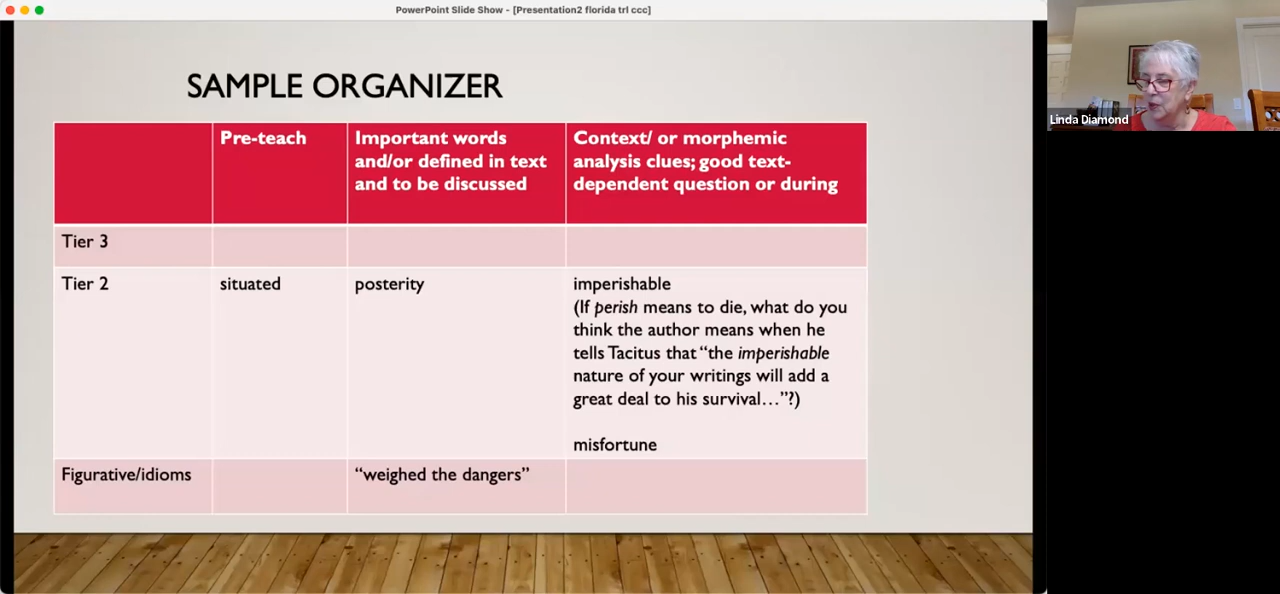 PowerPoint Slide Show - [Presentation2 florida trl ccc]
SAMPLE ORGANIZER
Pre-teach
Important words
and/or defined in text
and to be discussed
Context/ or morphemic
analysis clues; good text-
dependent question or during
Tier 3
Tier 2
situated
posterity
imperishable
(If perish means to die, what do you
think the author means when he
tells Tacitus that “the imperishable
nature of your writings will add a
great deal to his survival…”?)
misfortune
Figurative/idioms
“weighed the dangers”
Linda Diamond